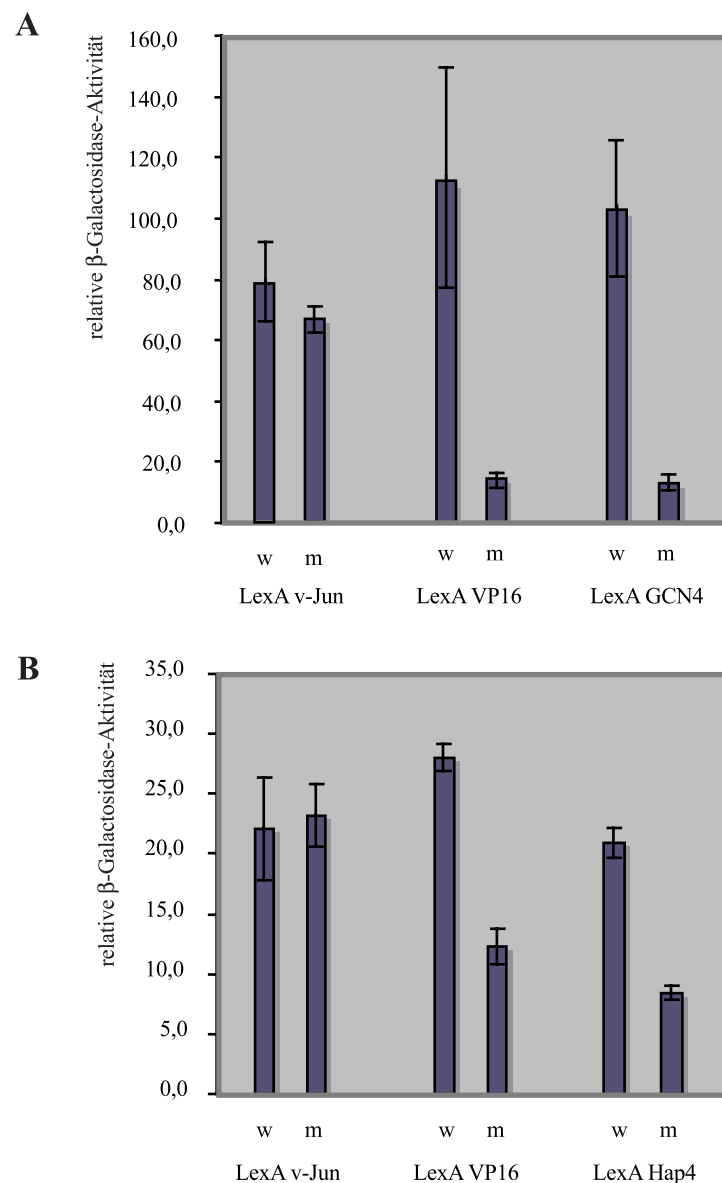 A
relative β-Galactosidase-Aktivität
160,0
140,0
120,0
100,0
80,0
60,0
40,0
20,0
0,0
w m w m w m
LexA v-Jun LexA VP16 LexA GCN4
B
relative β-Galactosidase-Aktivität
35,0
30,0
25,0
20,0
15,0
10,0
5,0
0,0
w m w m w m
LexA v-Jun LexA VP16 LexA Hap4